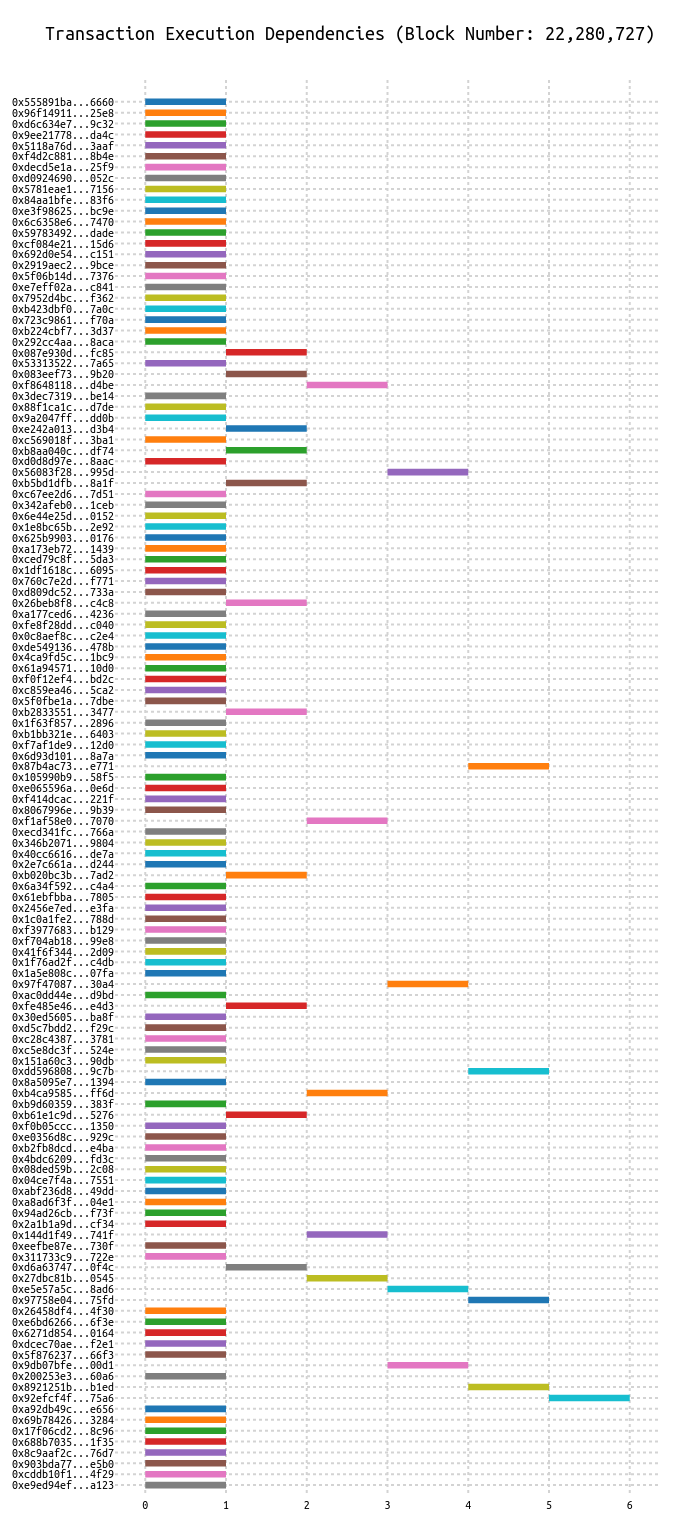 Transaction Execution Dependencies (Block Number: 22,280,727)
0x555891ba...6660
0x96f14911...25e8
0xd6c634e7...9c32
0x9ee21778...da4c
0x5118a76d...3aaf
0xf4d2c881...8b4e
0xdecd5e1a...25f9
0xd0924690...052c
0x5781eae1...7156
0x84aa1bfe...83f6
0xe3f98625...bc9e
0x6c6358e6...7470
0x59783492...dade
0xcf084e21...15d6
0x692d0e54...c151
0x2919aec2...9bce
0x5f06b14d...7376
0xe7eff02a...c841
0x7952d4bc...f362
0xb423dbf0...7a0c
0x723c9861...f70a
0xb224cbf7...3d37
0x292cc4aa...8aca
0x087e930d...fc85
0x53313522...7a65
0x083eef73...9b20
0xf8648118...d4be
0x3dec7319...be14
0x88f1ca1c...d7de
0x9a2047ff...dd0b
0xe242a013...d3b4
0xc569018f...3ba1
0xb8aa040c...df74
0xd0d8d97e...8aac
0x56083f28...995d
0xb5bd1dfb...8a1f
0xc67ee2d6...7d51
0x342afeb0...1ceb
0x6e44e25d...0152
0x1e8bc65b...2e92
0x625b9903...0176
0xa173eb72...1439
0xced79c8f...5da3
0x1df1618c...6095
0x760c7e2d...f771
0xd809dc52...733a
0x26beb8f8...c4c8
0xa177ced6...4236
0xfe8f28dd...c040
0x0c8aef8c...c2e4
0xde549136...478b
0x4ca9fd5c...1bc9
0x61a94571...10d0
0xf0f12ef4...bd2c
0xc859ea46...5ca2
0x5f0fbe1a...7dbe
0xb2833551...3477
0x1f63f857...2896
0xb1bb321e...6403
0xf7af1de9...12d0
0x6d93d101...8a7a
0x87b4ac73...e771
0x105990b9...58f5
0xe065596a...0e6d
0xf414dcac...221f
0x8067996e...9b39
0xf1af58e0...7070
0xecd341fc...766a
0x346b2071...9804
0x40cc6616...de7a
0x2e7c661a...d244
0xb020bc3b...7ad2
0x6a34f592...c4a4
0x61ebfbba...7805
0x2456e7ed...e3fa
0x1c0a1fe2...788d
0xf3977683...b129
0xf704ab18...99e8
0x41f6f344...2d09
0x1f76ad2f...c4db
0x1a5e808c...07fa
0x97f47087...30a4
0xac0dd44e...d9bd
0xfe485e46...e4d3
0x30ed5605...ba8f
0xd5c7bdd2...f29c
0xc28c4387...3781
0xc5e8dc3f...524e
0x151a60c3...90db
0xdd596808...9c7b
0x8a5095e7...1394
0xb4ca9585...ff6d
0xb9d60359...383f
0xb61e1c9d...5276
0xf0b05ccc...1350
0xe0356d8c...929c
0xb2fb8dcd...e4ba
0x4bdc6209...fd3c
0x08ded59b...2c08
0x04ce7f4a...7551
0xabf236d8...49dd
0xa8ad6f3f...04e1
0x94ad26cb...f73f
0x2a1b1a9d...cf34
0x144d1f49...741f
0xeefbe87e...730f
0x311733c9...722e
0xd6a63747...0f4c
0x27dbc81b...0545
0xe5e57a5c...8ad6
0x97758e04...75fd
0x26458df4...4f30
0xe6bd6266...6f3e
0x6271d854...0164
0xdcec70ae...f2e1
0x5f876237...66f3
0x9db07bfe...00d1
0x200253e3...60a6
0x8921251b...b1ed
0x92efcf4f...75a6
0xa92db49c...e656
0x69b78426...3284
0x17f06cd2...8c96
0x688b7035...1f35
0x8c9aaf2c...76d7
0x903bda77...e5b0
0xcddb10f1...4f29
0xe9ed94ef...a123
0 1 2 3 4 5 6